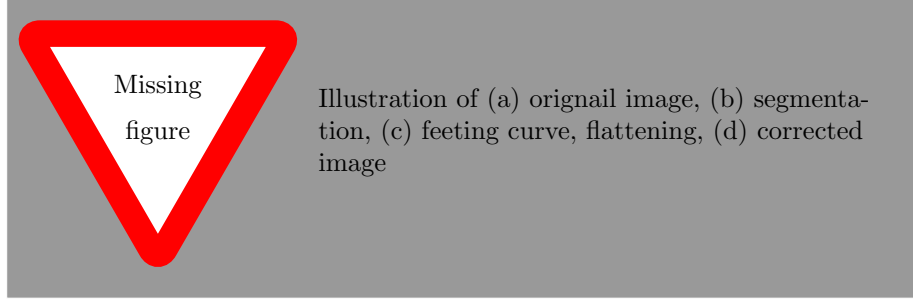 Missing
figure
Illustration of (a) orignail image, (b) segmenta-
tion, (c) feeting curve, flattening, (d) corrected
image